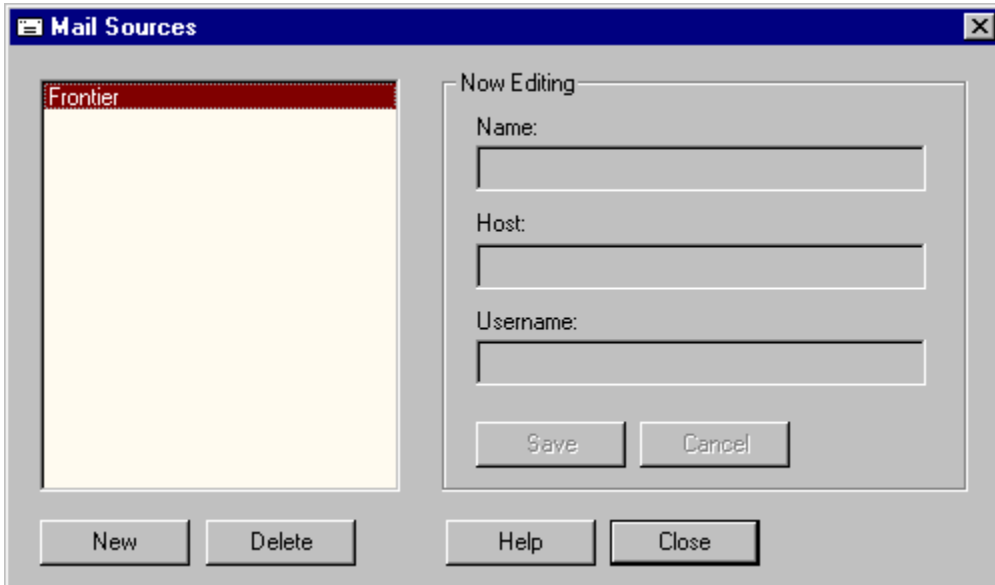 Mail Sources
Frontier
Now Editing
Name:
Host:
Username:
Save Cancel
New Delete Help Close